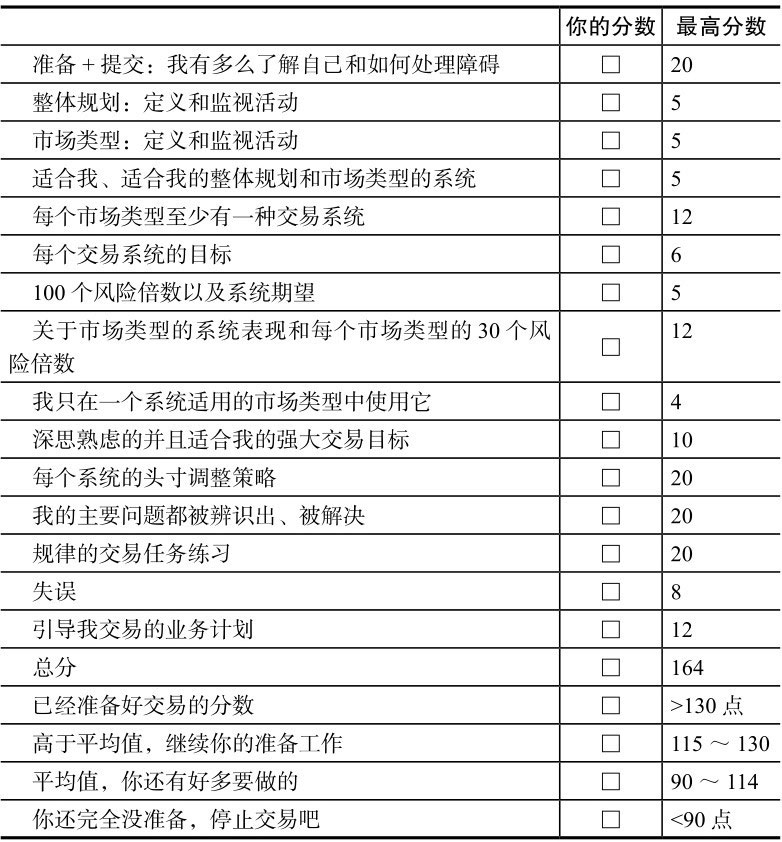 你的分数 最高分数
准备 + 提交：我有多么了解自己和如何处理障碍 □ 20
整体规划：定义和监视活动 □ 5
市场类型：定义和监视活动 □ 5
适合我、适合我的整体规划和市场类型的系统 □ 5
每个市场类型至少有一种交易系统 □ 12
每个交易系统的目标 □ 6
100 个风险倍数以及系统期望 □ 5
关于市场类型的系统表现和每个市场类型的 30 个风
险倍数 □ 12
我只在一个系统适用的市场类型中使用它 □ 4
深思熟虑的并且适合我的强大交易目标 □ 10
每个系统的头寸调整策略 □ 20
我的主要问题都被辨识出、被解决 □ 20
规律的交易任务练习 □ 20
失误 □ 8
引导我交易的业务计划 □ 12
总分 □ 164
已经准备好交易的分数 □ >130 点
高于平均值，继续你的准备工作 □ 115 ～ 130
平均值，你还有好多要做的 □ 90 ～ 114
你还完全没准备，停止交易吧 □ <90 点